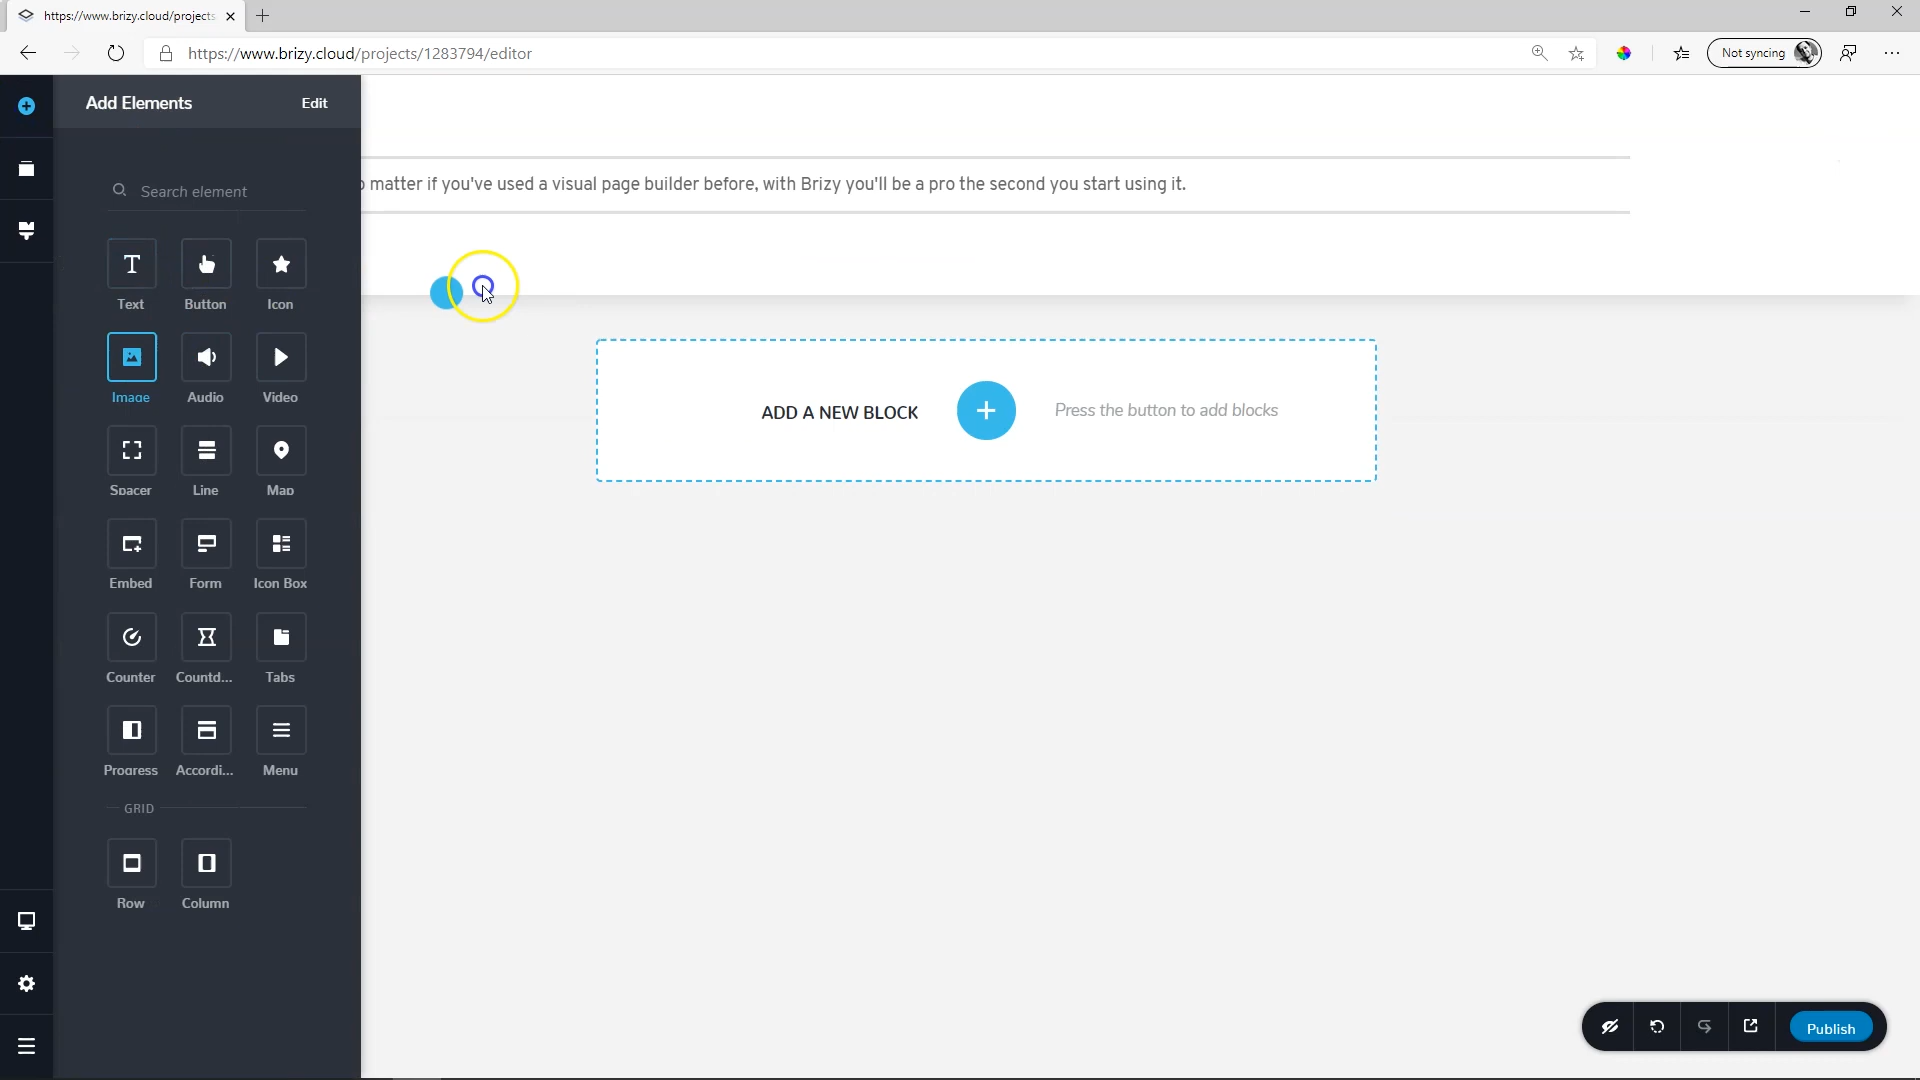 https://www.brizy.cloud/projects
https://www.brizy.cloud/projects/1283794/editor
Not syncing
Add Elements
Edit
Search element
matter if you've used a visual page builder before, with Brizy you'll be a pro the second you start using it.
Text
Button
Icon
Image
Audio
Video
ADD A NEW BLOCK
Press the button to add blocks
Spacer
Line
Map
Embed
Form
Icon Box
Counter
Countd...
Tabs
Progress
Accordi...
Menu
GRID
Row
Column
Publish